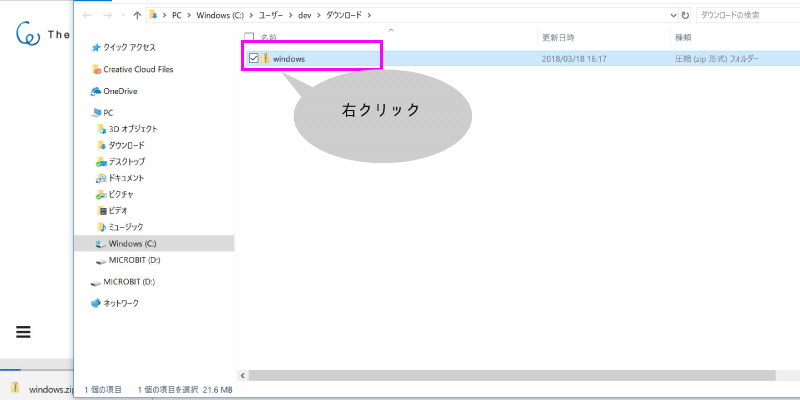 The
PC > Windows (C:) > ユーザー > dev > ダウンロード >
ダウンロードの検索
名前 更新日時 種類
windows 2018/03/18 16:17 圧縮 (zip 形式) フォルダー
右クリック
クイック アクセス
Creative Cloud Files
OneDrive
PC
3D オブジェクト
ダウンロード
デスクトップ
ドキュメント
ピクチャ
ビデオ
ミュージック
Windows (C:)
MICROBIT (D:)
MICROBIT (D:)
ネットワーク
1 個の項目 1 個の項目を選択 21.6 MB
windows.zip